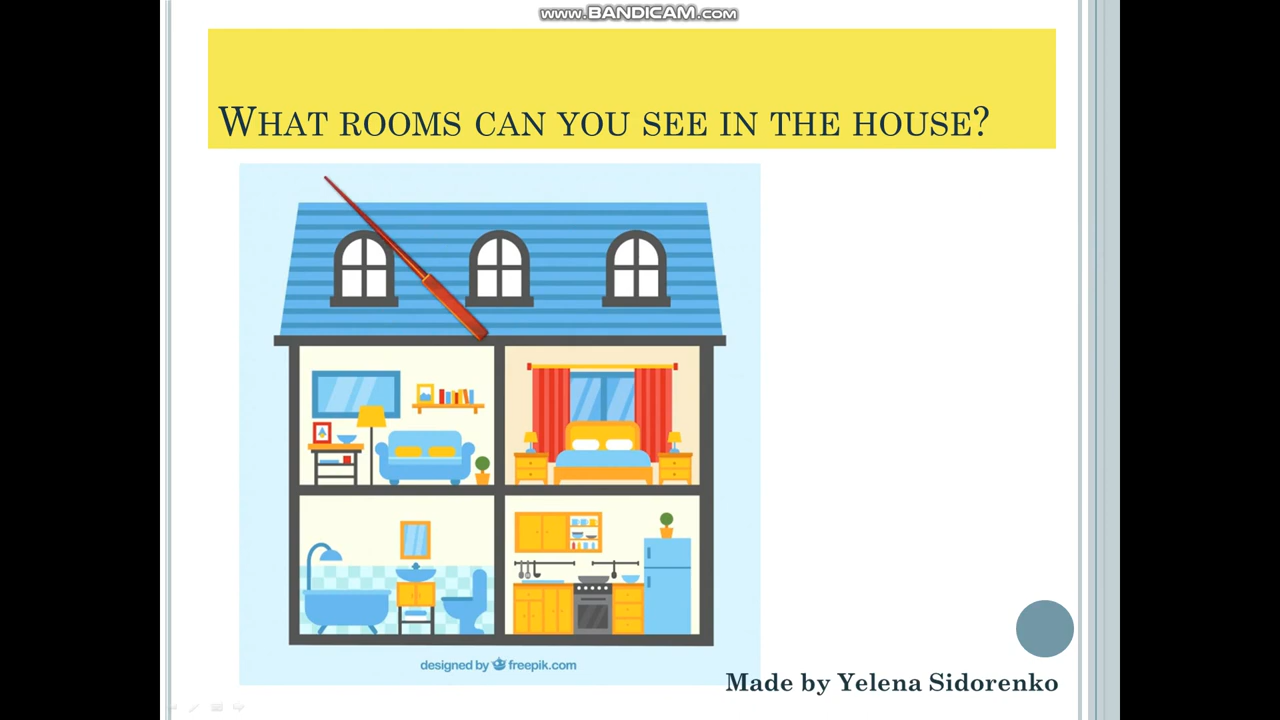 www.BANDICAM.com
What rooms can you see in the house?
designed by freepik.com
Made by Yelena Sidorenko